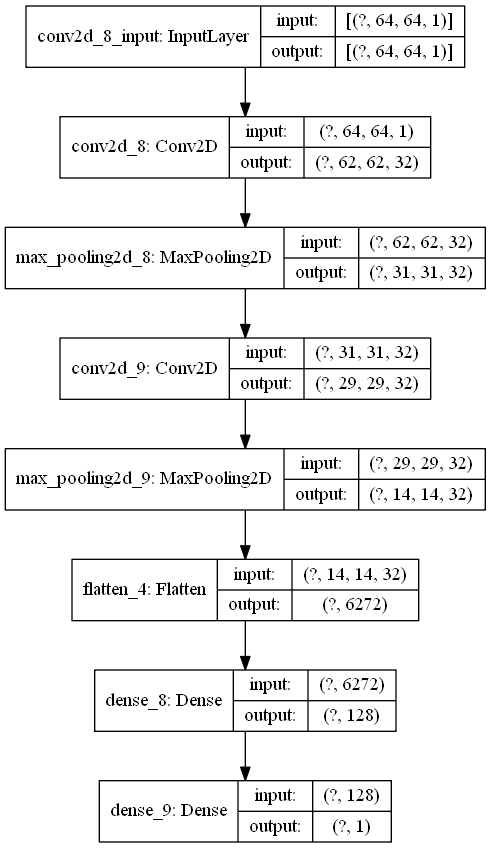 conv2d_8_input: InputLayer
input: [(?, 64, 64, 1)]
output: [(?, 64, 64, 1)]
conv2d_8: Conv2D
input: (?, 64, 64, 1)
output: (?, 62, 62, 32)
max_pooling2d_8: MaxPooling2D
input: (?, 62, 62, 32)
output: (?, 31, 31, 32)
conv2d_9: Conv2D
input: (?, 31, 31, 32)
output: (?, 29, 29, 32)
max_pooling2d_9: MaxPooling2D
input: (?, 29, 29, 32)
output: (?, 14, 14, 32)
flatten_4: Flatten
input: (?, 14, 14, 32)
output: (?, 6272)
dense_8: Dense
input: (?, 6272)
output: (?, 128)
dense_9: Dense
input: (?, 128)
output: (?, 1)